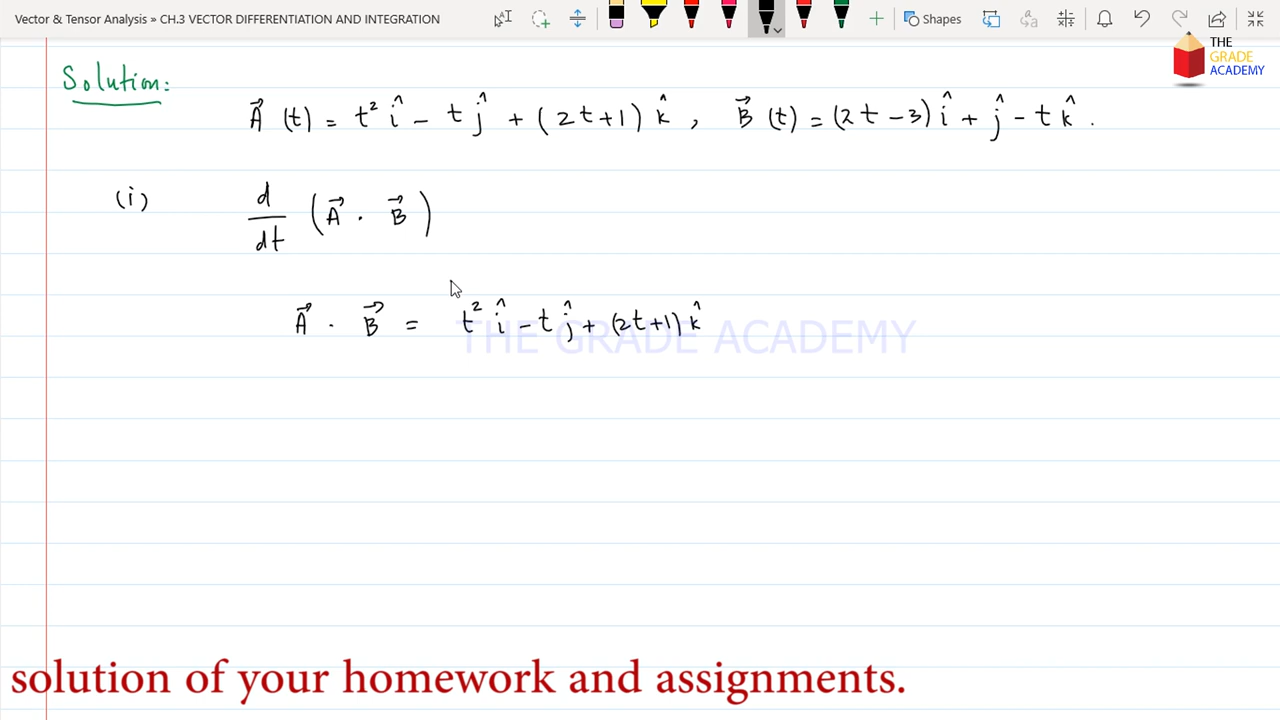 Vector & Tensor Analysis » CH.3 VECTOR DIFFERENTIATION AND INTEGRATION
Shapes
THE
GRADE
ACADEMY
Solution:
A⃗ (t) = t² î − t ĵ + (2t+1) k̂ , B⃗ (t) = (2t−3) î + ĵ − t k̂ .
(i) d/dt (A⃗ · B⃗)
A⃗ · B⃗ = t² î − t ĵ + (2t+1) k̂
THE GRADE ACADEMY
solution of your homework and assignments.